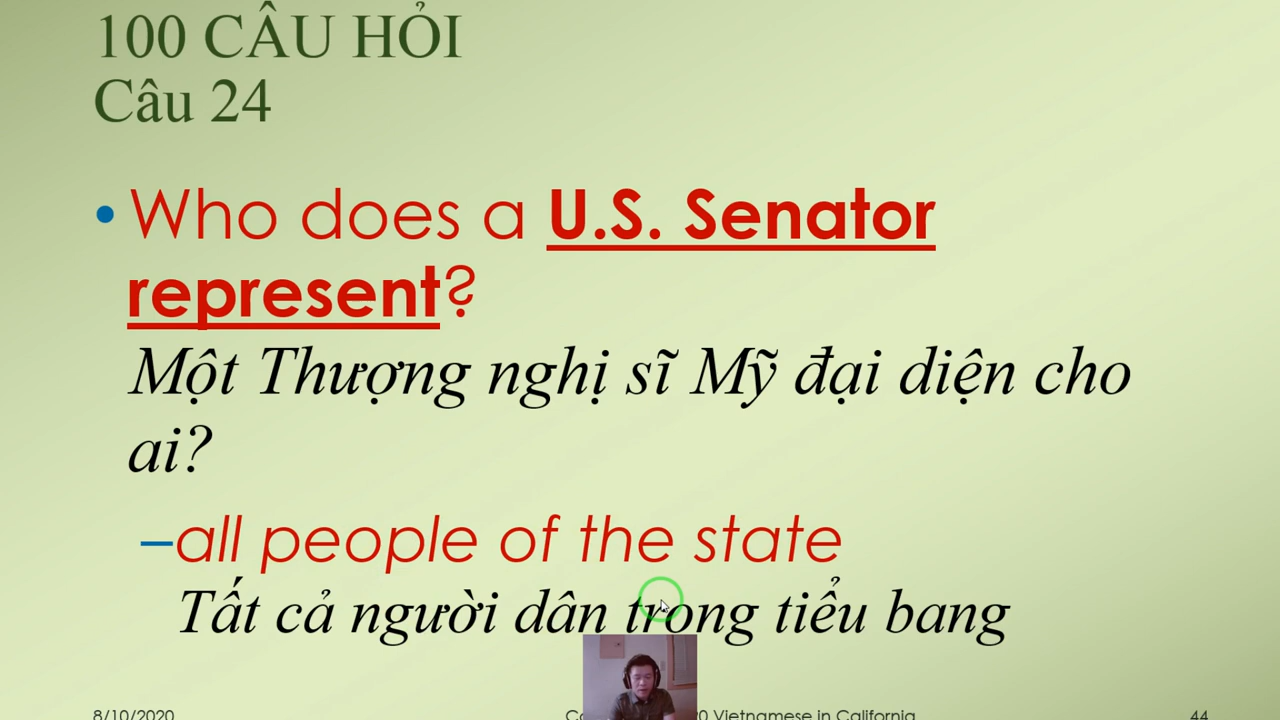 100 CÂU HỎI
Câu 24
• Who does a U.S. Senator
represent?
Một Thượng nghị sĩ Mỹ đại diện cho
ai?
–all people of the state
Tất cả người dân trong tiểu bang
8/10/2020
Vietnamese in California
44